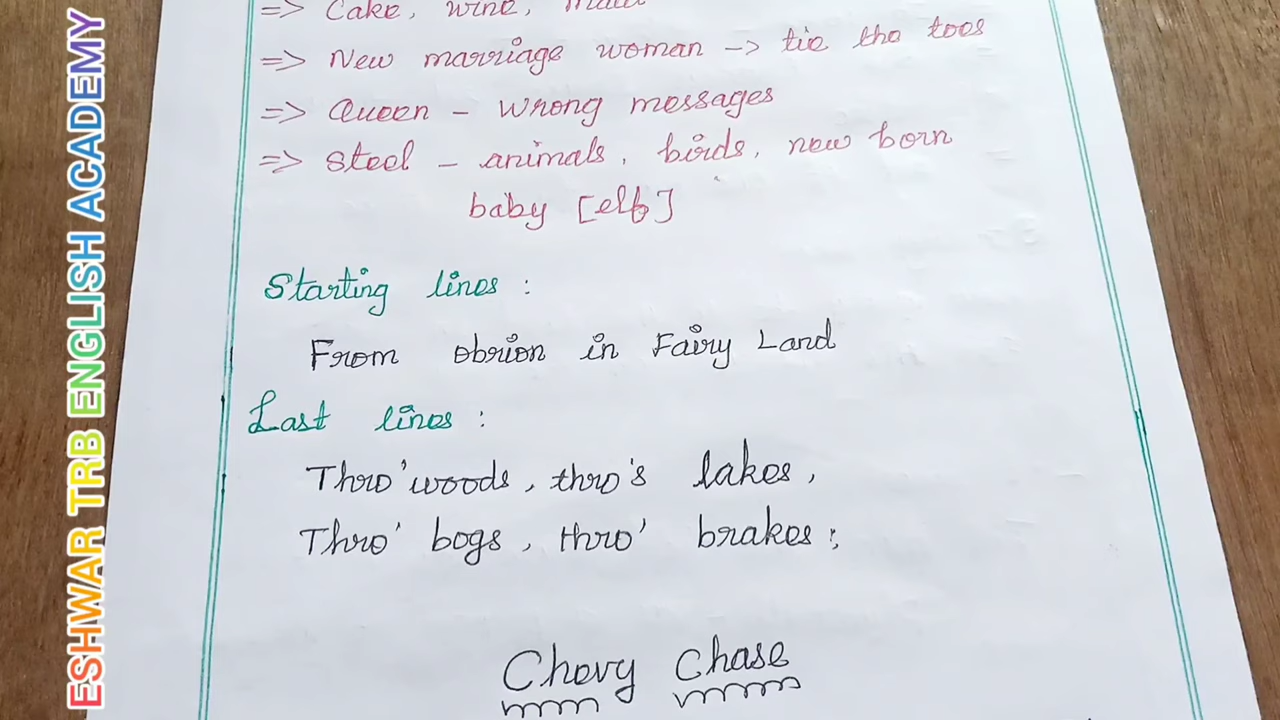 => Cake, wine,
=> New marriage woman -> tie the toes
=> Queen - Wrong messages
=> Steel - animals, birds, new born
baby [elf]
Starting lines :
From obrion in Fairy Land
Last lines :
Thro' woods, thro's lakes,
Thro' bogs, thro' brakes;
Chevy Chase
ESHWAR TRB ENGLISH ACADEMY